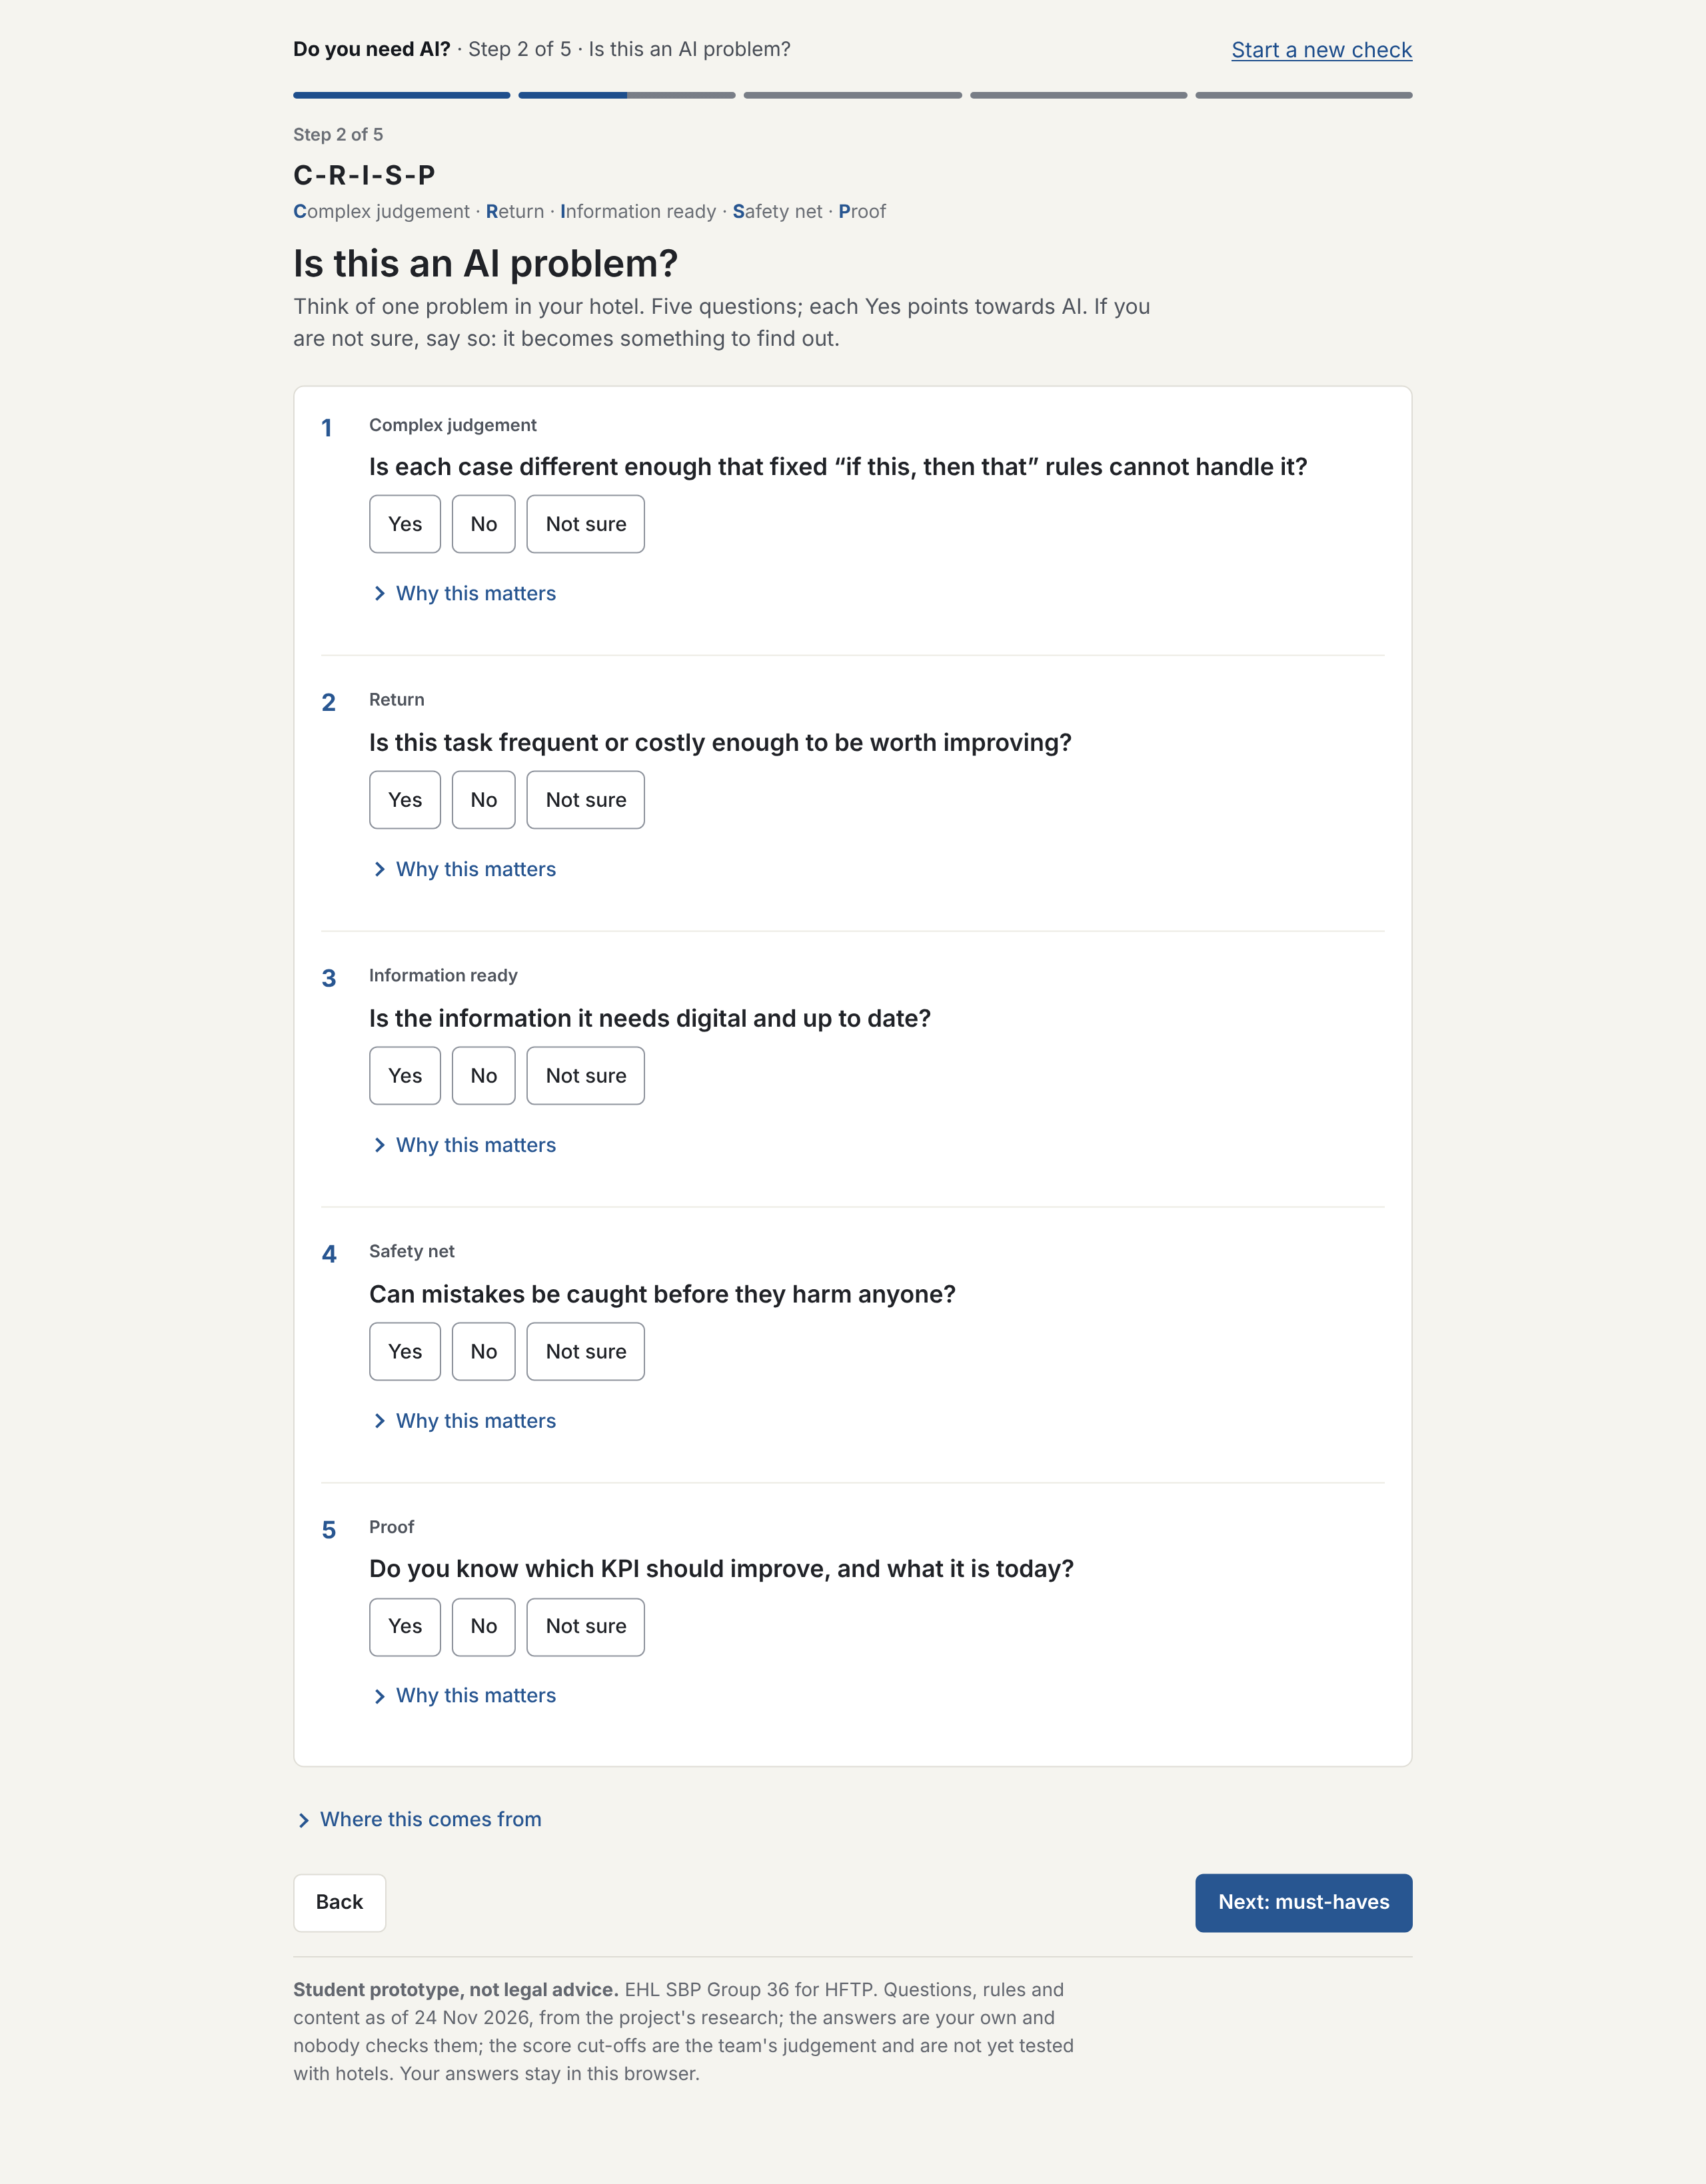 Do you need AI? · Step 2 of 5 · Is this an AI problem?
Start a new check
Step 2 of 5
C-R-I-S-P
Complex judgement · Return · Information ready · Safety net · Proof
Is this an AI problem?
Think of one problem in your hotel. Five questions; each Yes points towards AI. If you
are not sure, say so: it becomes something to find out.
1
Complex judgement
Is each case different enough that fixed “if this, then that” rules cannot handle it?
Yes
No
Not sure
Why this matters
2
Return
Is this task frequent or costly enough to be worth improving?
Yes
No
Not sure
Why this matters
3
Information ready
Is the information it needs digital and up to date?
Yes
No
Not sure
Why this matters
4
Safety net
Can mistakes be caught before they harm anyone?
Yes
No
Not sure
Why this matters
5
Proof
Do you know which KPI should improve, and what it is today?
Yes
No
Not sure
Why this matters
Where this comes from
Back
Next: must-haves
Student prototype, not legal advice. EHL SBP Group 36 for HFTP. Questions, rules and
content as of 24 Nov 2026, from the project's research; the answers are your own and
nobody checks them; the score cut-offs are the team's judgement and are not yet tested
with hotels. Your answers stay in this browser.